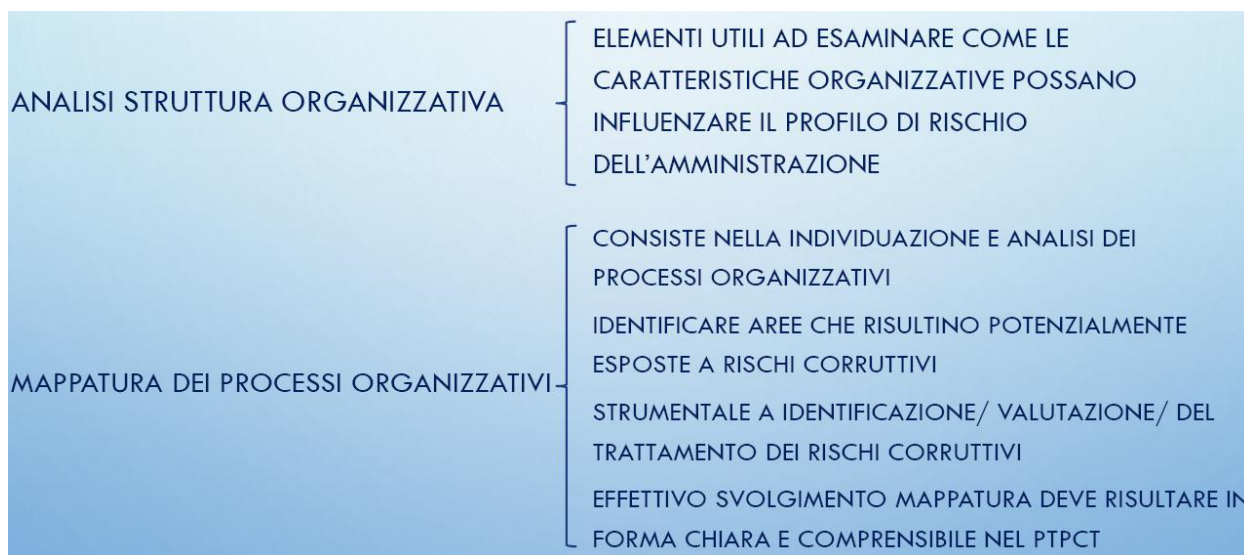 ANALISI STRUTTURA ORGANIZZATIVA
ELEMENTI UTILI AD ESAMINARE COME LE
CARATTERISTICHE ORGANIZZATIVE POSSANO
INFLUENZARE IL PROFILO DI RISCHIO
DELL'AMMINISTRAZIONE
MAPPATURA DEI PROCESSI ORGANIZZATIVI
CONSISTE NELLA INDIVIDUAZIONE E ANALISI DEI
PROCESSI ORGANIZZATIVI
IDENTIFICARE AREE CHE RISULTINO POTENZIALMENTE
ESPOSTE A RISCHI CORRUTTIVI
STRUMENTALE A IDENTIFICAZIONE/ VALUTAZIONE/ DEL
TRATTAMENTO DEI RISCHI CORRUTTIVI
EFFETTIVO SVOLGIMENTO MAPPATURA DEVE RISULTARE IN
FORMA CHIARA E COMPRENSIBILE NEL PTPCT